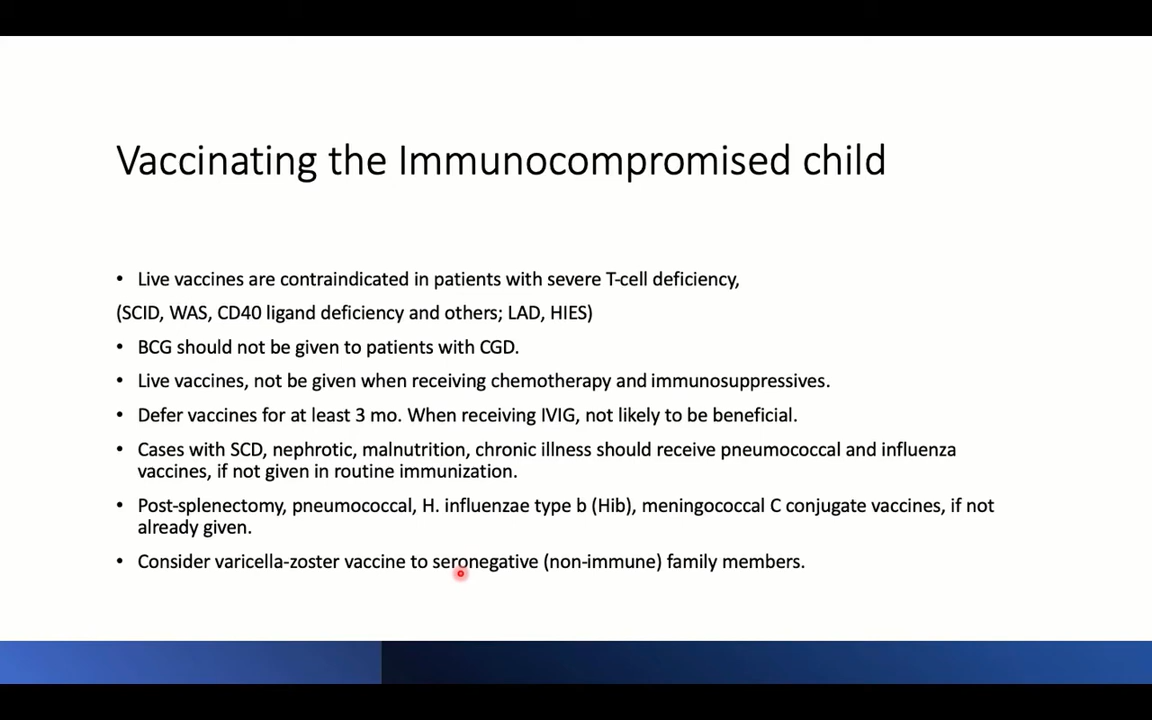 Vaccinating the Immunocompromised child
• Live vaccines are contraindicated in patients with severe T-cell deficiency,
(SCID, WAS, CD40 ligand deficiency and others; LAD, HIES)
• BCG should not be given to patients with CGD.
• Live vaccines, not be given when receiving chemotherapy and immunosuppressives.
• Defer vaccines for at least 3 mo. When receiving IVIG, not likely to be beneficial.
• Cases with SCD, nephrotic, malnutrition, chronic illness should receive pneumococcal and influenza
vaccines, if not given in routine immunization.
• Post-splenectomy, pneumococcal, H. influenzae type b (Hib), meningococcal C conjugate vaccines, if not
already given.
• Consider varicella-zoster vaccine to seronegative (non-immune) family members.